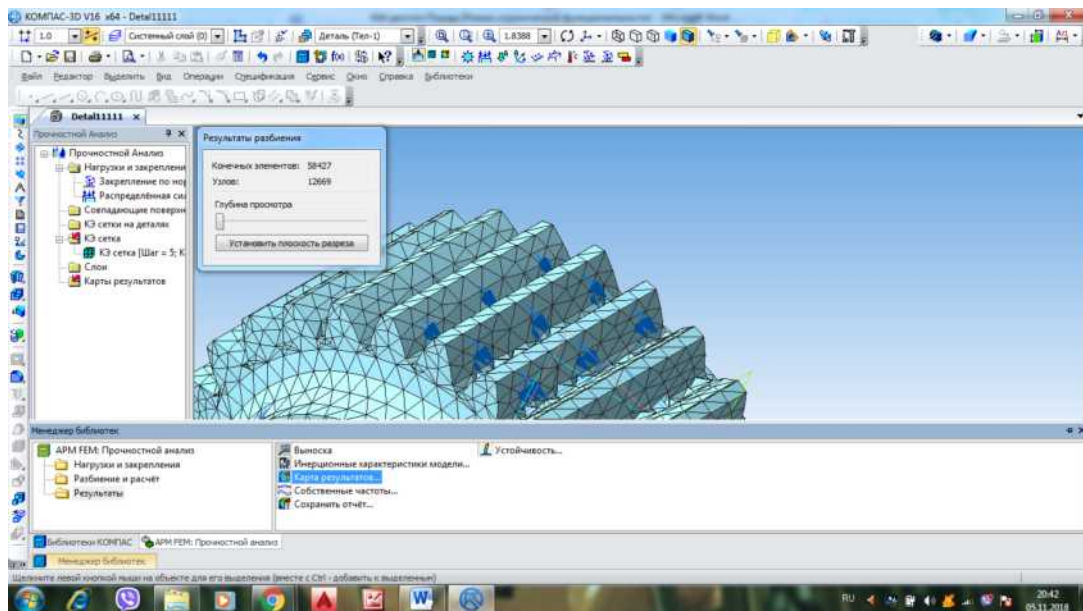 КОМПАС-3D V16 x64 - Detal11111
1.0
Системный слой (0)
Деталь (Тел-1)
1.8388
Файл Редактор Выделить Вид Операции Спецификация Сервис Окно Справка Библиотеки
Detal11111
Прочностной Анализ
Прочностной Анализ
Нагрузки и закреплени
Закрепление по нор
Распределённая си
Совпадающие поверхн
КЭ сетки на деталях
КЭ сетка
КЭ сетка [Шаг = 5; К
Слои
Карты результатов
Результаты разбиения
Конечных элементов: 58427
Узлов: 12669
Глубина просмотра
Установить плоскость разреза
Менеджер библиотек
APM FEM: Прочностной анализ
Нагрузки и закрепления
Разбиение и расчёт
Результаты
Выноска
Инерционные характеристики модели...
Карта результатов...
Собственные частоты...
Сохранить отчёт...
Устойчивость...
Библиотеки КОМПАС
APM FEM: Прочностной анализ
Менеджер библиотек
Щелкните левой кнопкой мыши на объекте для его выделения (вместе с Ctrl - добавить к выделенным)
RU
20:42
05.11.2018